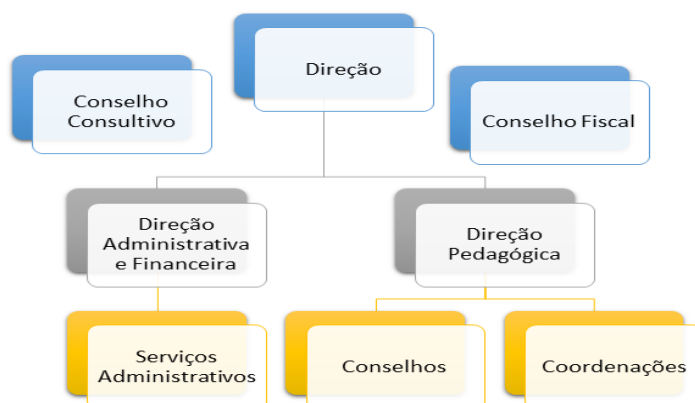 Direção
Conselho
Consultivo
Conselho Fiscal
Direção
Administrativa
e Financeira
Direção
Pedagógica
Serviços
Administrativos
Conselhos
Coordenações